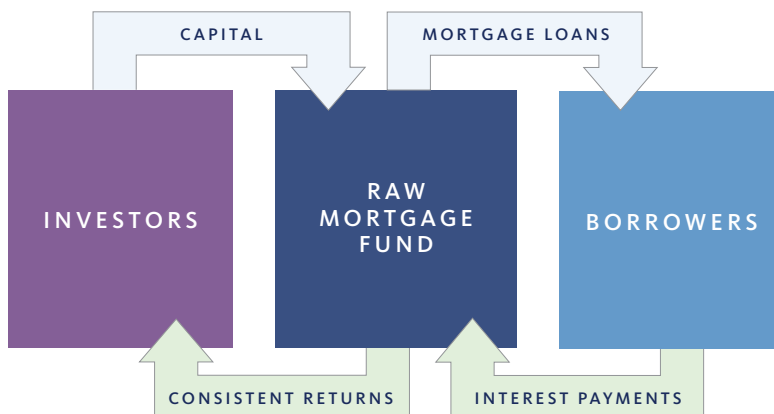 CAPITAL
MORTGAGE LOANS
INVESTORS
RAW
MORTGAGE
FUND
BORROWERS
CONSISTENT RETURNS
INTEREST PAYMENTS